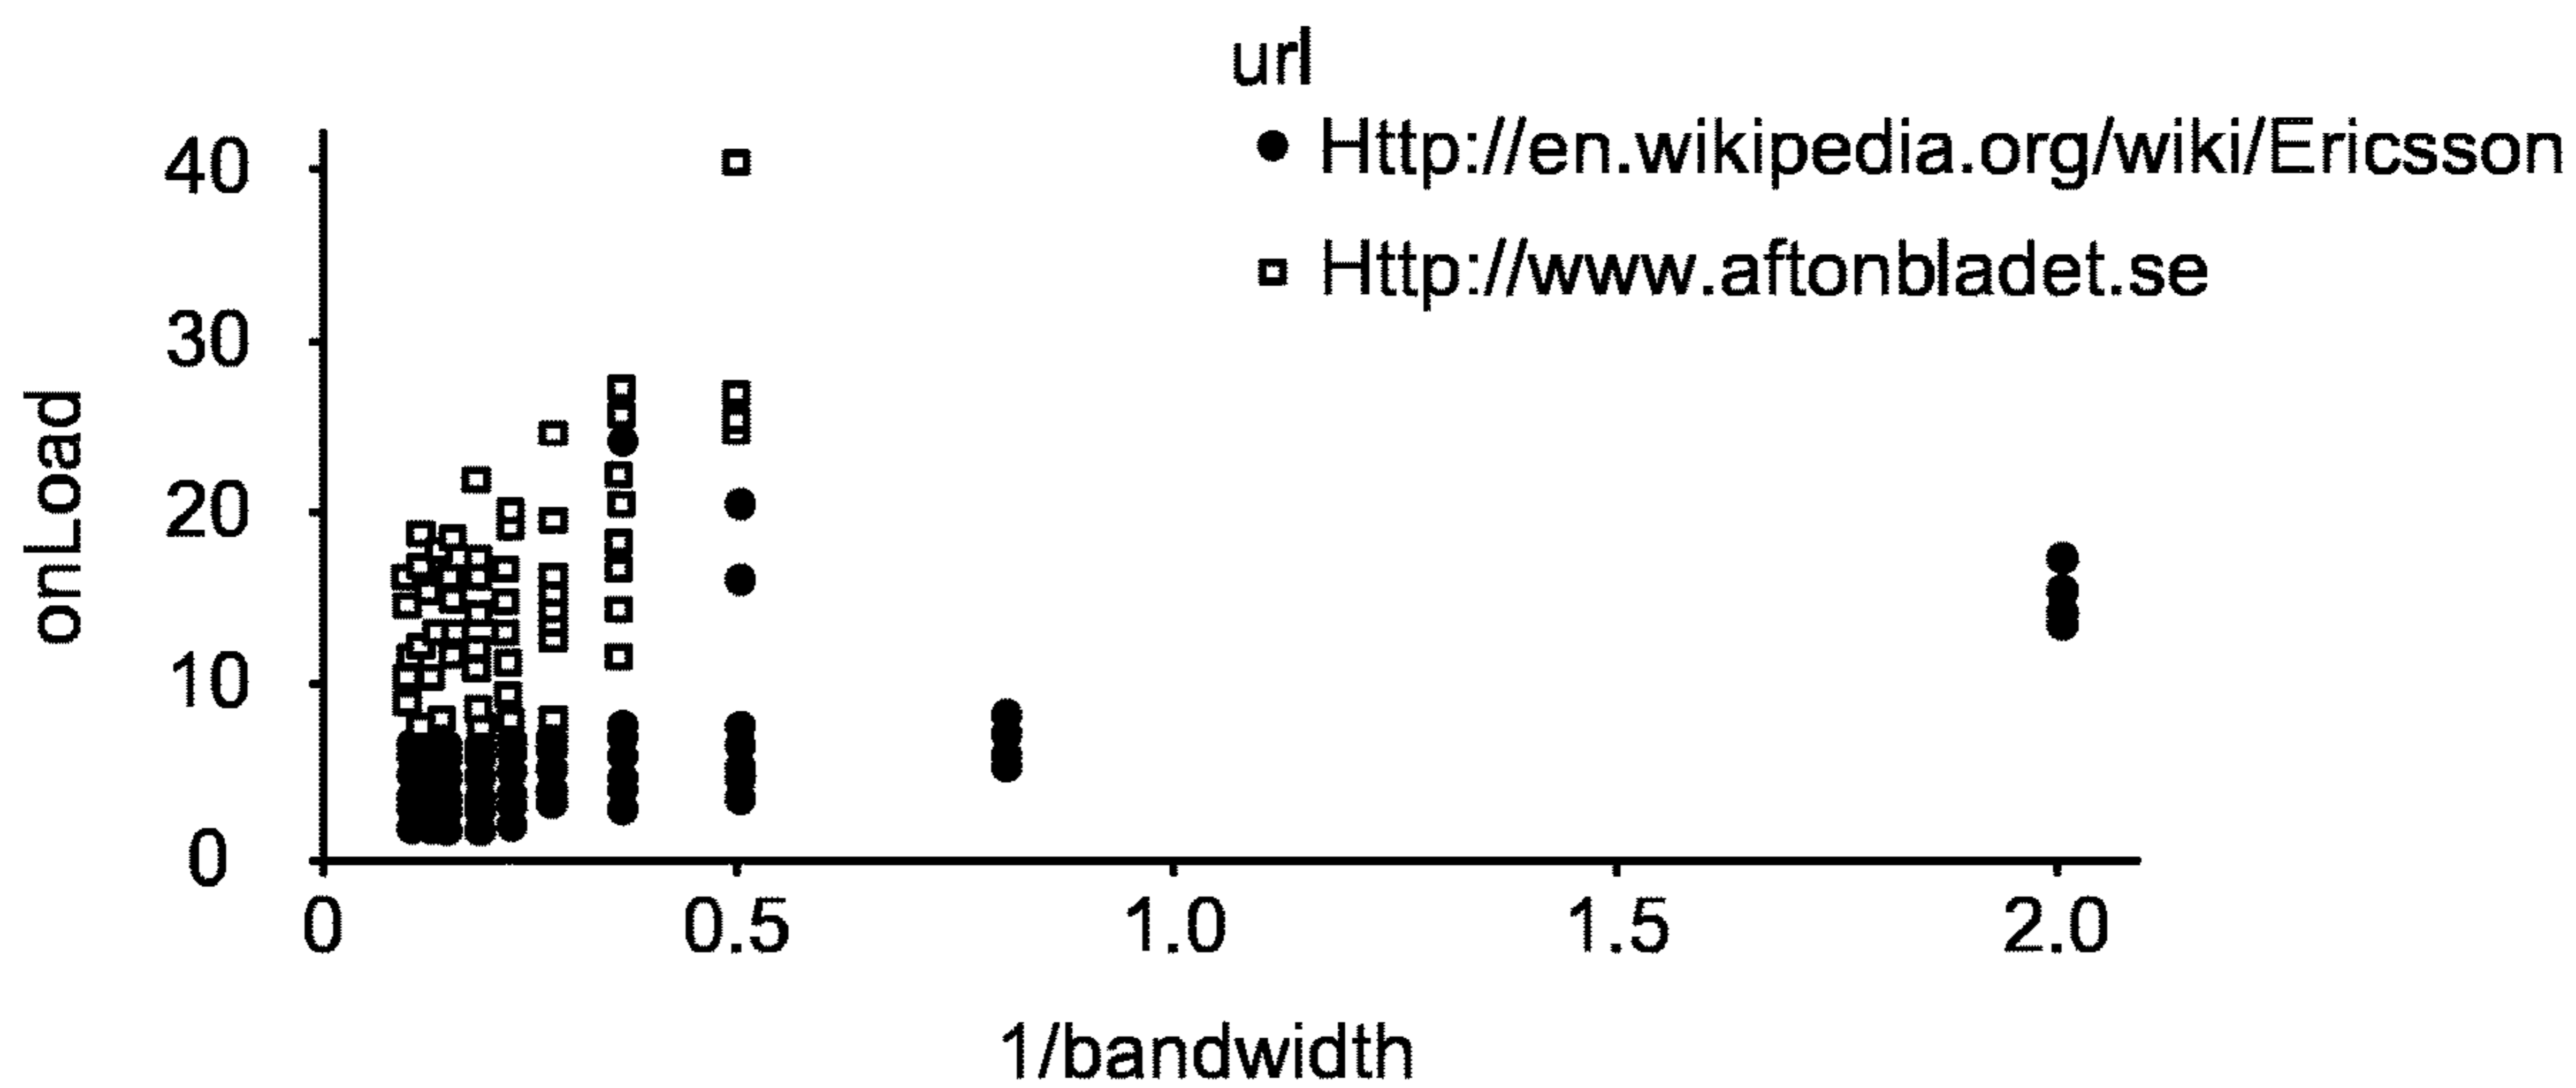 url
Http://en.wikipedia.org/wiki/Ericsson
Http://www.aftonbladet.se
40
30
20
10
0
onLoad
0 0.5 1.0 1.5 2.0
1/bandwidth